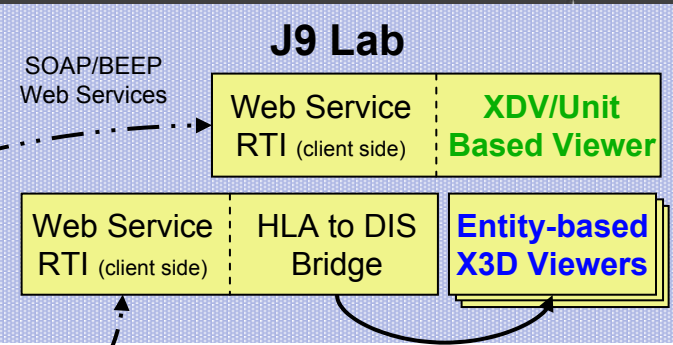 J9 Lab
SOAP/BEEP
Web Services
Web Service
RTI (client side)
XDV/Unit
Based Viewer
Web Service
RTI (client side)
HLA to DIS
Bridge
Entity-based
X3D Viewers